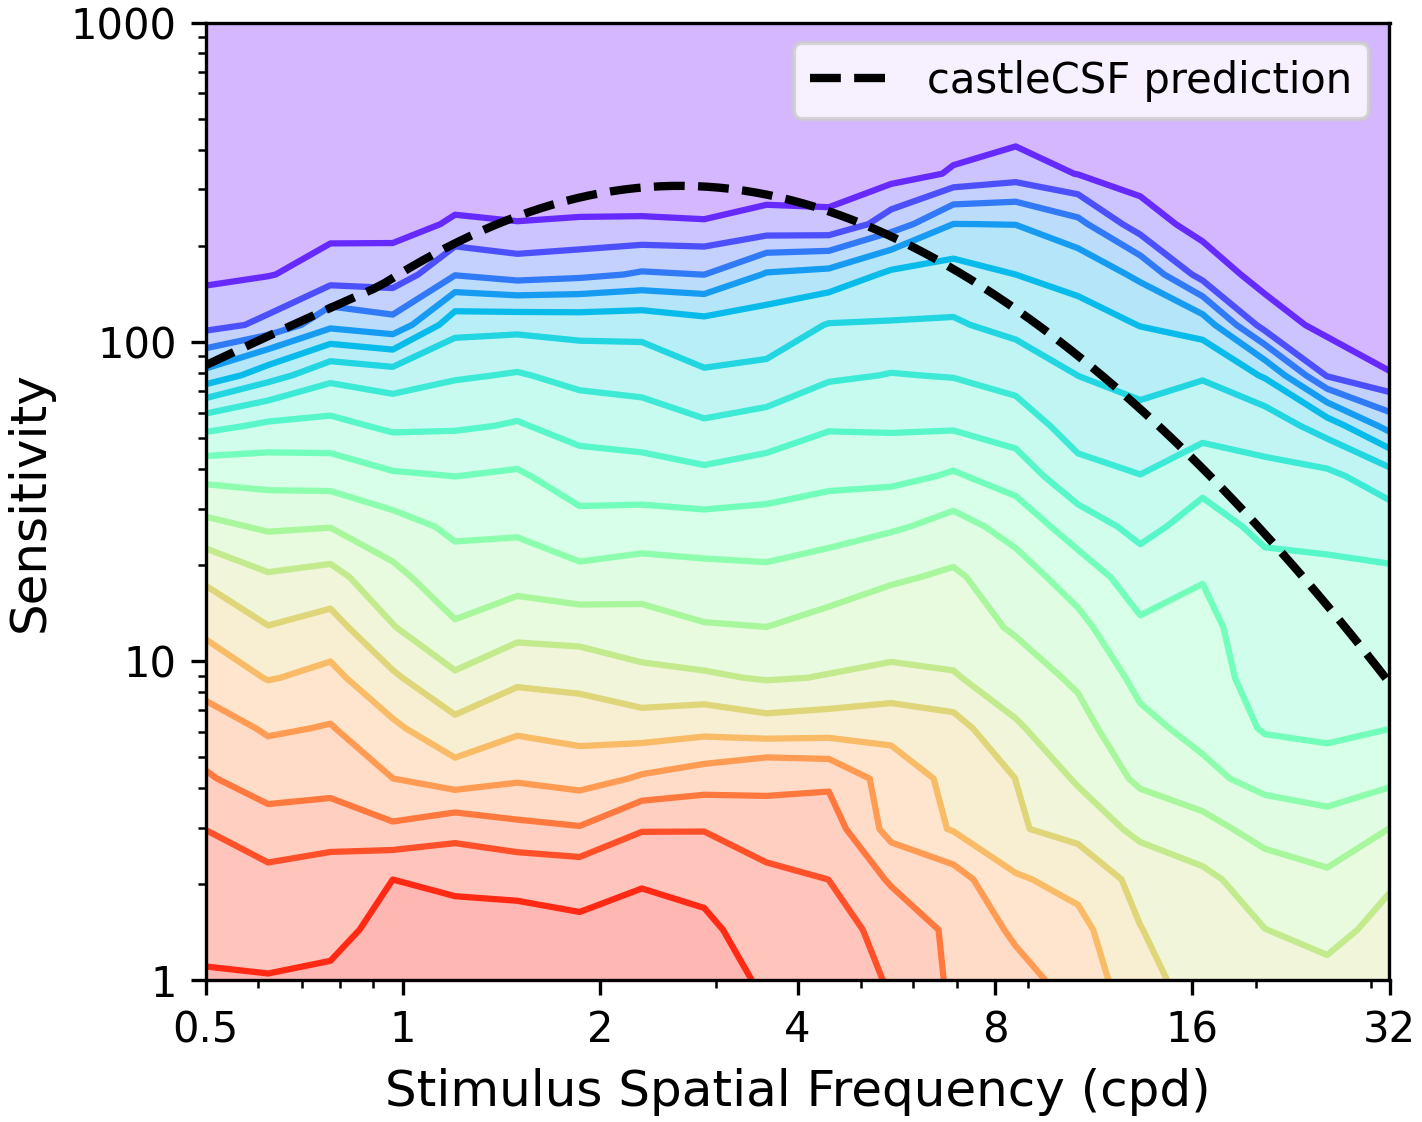 1000
castleCSF prediction
100
Sensitivity
10
1
0.5 1 2 4 8 16 32
Stimulus Spatial Frequency (cpd)